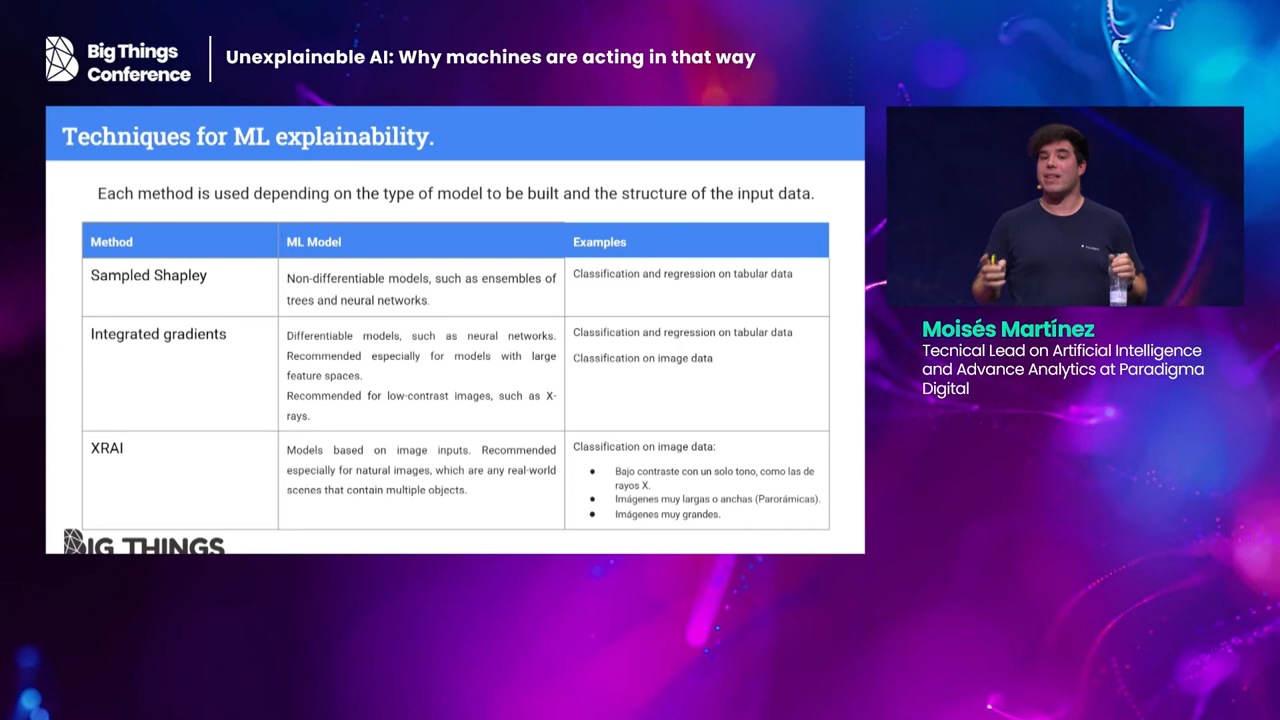 Big Things
Conference
Unexplainable AI: Why machines are acting in that way
Techniques for ML explainability.
Each method is used depending on the type of model to be built and the structure of the input data.
Method
ML Model
Examples
Sampled Shapley
Non-differentiable models, such as ensembles of
trees and neural networks.
Classification and regression on tabular data
Integrated gradients
Differentiable models, such as neural networks.
Recommended especially for models with large
feature spaces.
Recommended for low-contrast images, such as X-
rays.
Classification and regression on tabular data
Classification on image data
XRAI
Models based on image inputs. Recommended
especially for natural images, which are any real-world
scenes that contain multiple objects.
Classification on image data:
● Bajo contraste con un solo tono, como las de
rayos X.
● Imágenes muy largas o anchas (Parorámicas).
● Imágenes muy grandes.
BIG THINGS
Moisés Martínez
Tecnical Lead on Artificial Intelligence
and Advance Analytics at Paradigma
Digital